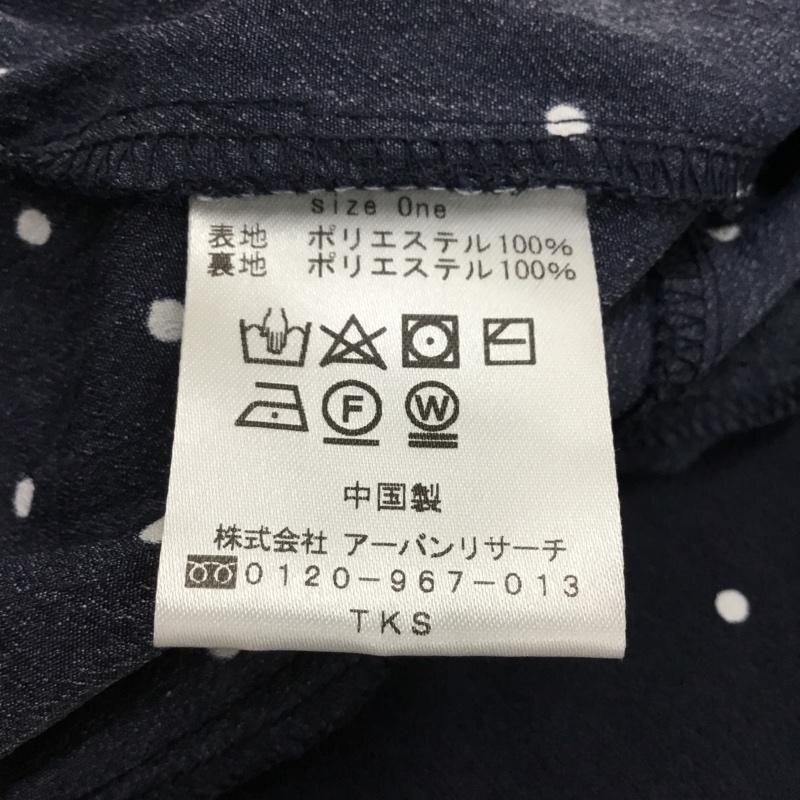 size One
表地 ポリエステル100%
裏地 ポリエステル100%
F W
中国製
株式会社 アーバンリサーチ
0120-967-013
TKS